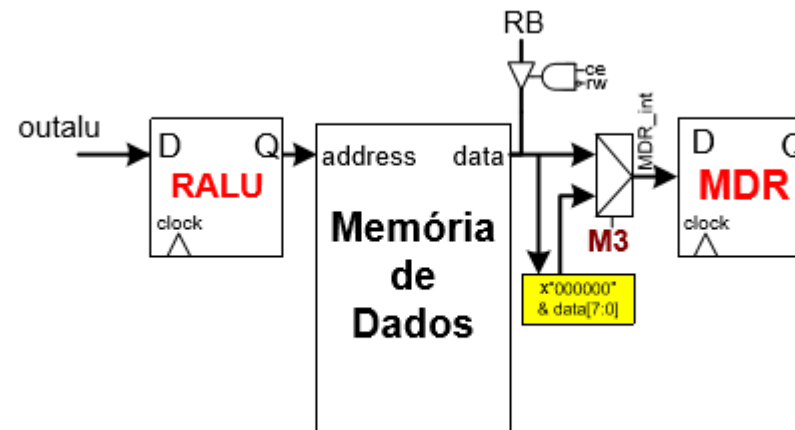 RB
ce
rw
outalu
D Q
RALU
clock
address data
Memória
de
Dados
MDR_int
M3
x"000000"
& data[7:0]
D Q
MDR
clock